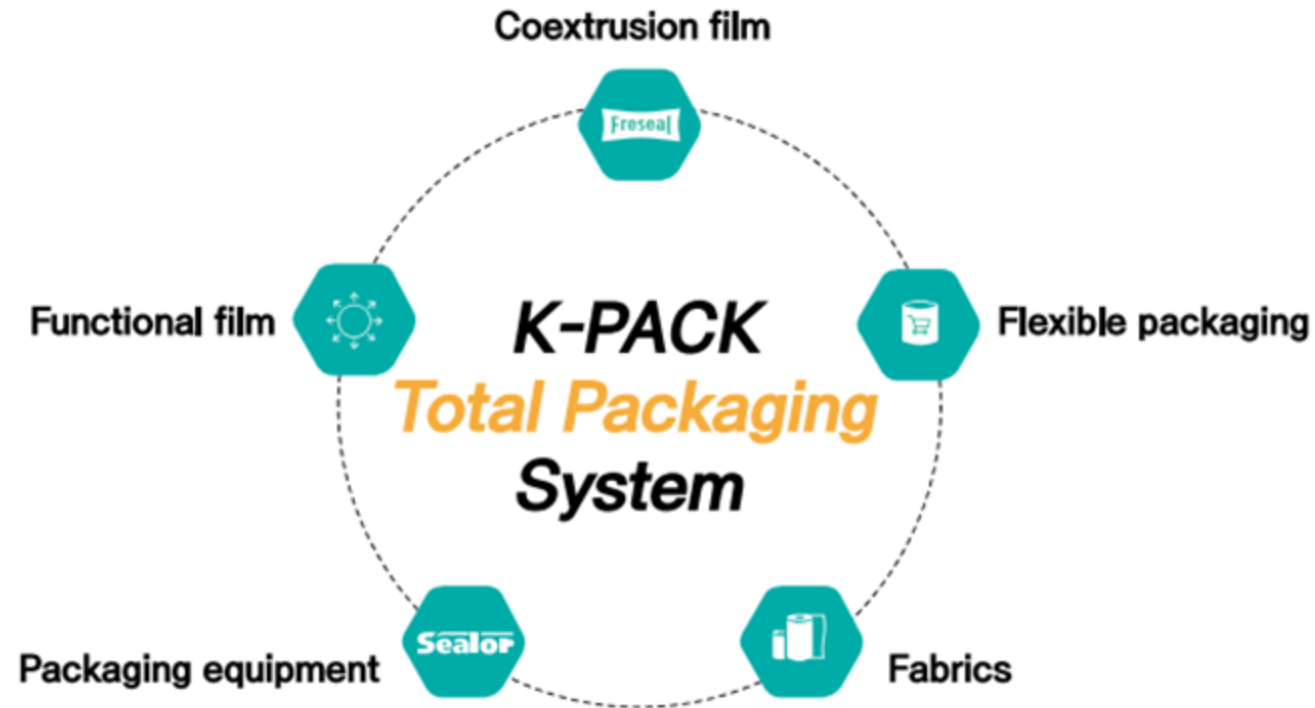 Coextrusion film
Freseal
Functional film
Flexible packaging
K-PACK
Total Packaging
System
Sealor
Packaging equipment
Fabrics